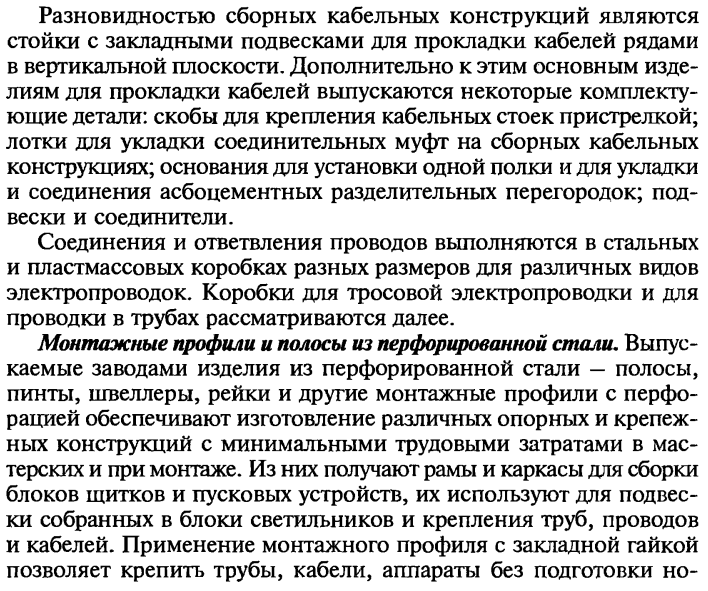 Разновидностью сборных кабельных конструкций являются
стойки с закладными подвесками для прокладки кабелей рядами
в вертикальной плоскости. Дополнительно к этим основным изде-
лиям для прокладки кабелей выпускаются некоторые комплекту-
ющие детали: скобы для крепления кабельных стоек пристрелкой;
лотки для укладки соединительных муфт на сборных кабельных
конструкциях; основания для установки одной полки и для укладки
и соединения асбоцементных разделительных перегородок; под-
вески и соединители.
Соединения и ответвления проводов выполняются в стальных
и пластмассовых коробках разных размеров для различных видов
электропроводок. Коробки для тросовой электропроводки и для
проводки в трубах рассматриваются далее.
Монтажные профили и полосы из перфорированной стали. Выпус-
каемые заводами изделия из перфорированной стали — полосы,
пинты, швеллеры, рейки и другие монтажные профили с перфо-
рацией обеспечивают изготовление различных опорных и крепеж-
ных конструкций с минимальными трудовыми затратами в мас-
терских и при монтаже. Из них получают рамы и каркасы для сборки
блоков щитков и пусковых устройств, их используют для подвес-
ки собранных в блоки светильников и крепления труб, проводов
и кабелей. Применение монтажного профиля с закладной гайкой
позволяет крепить трубы, кабели, аппараты без подготовки но-